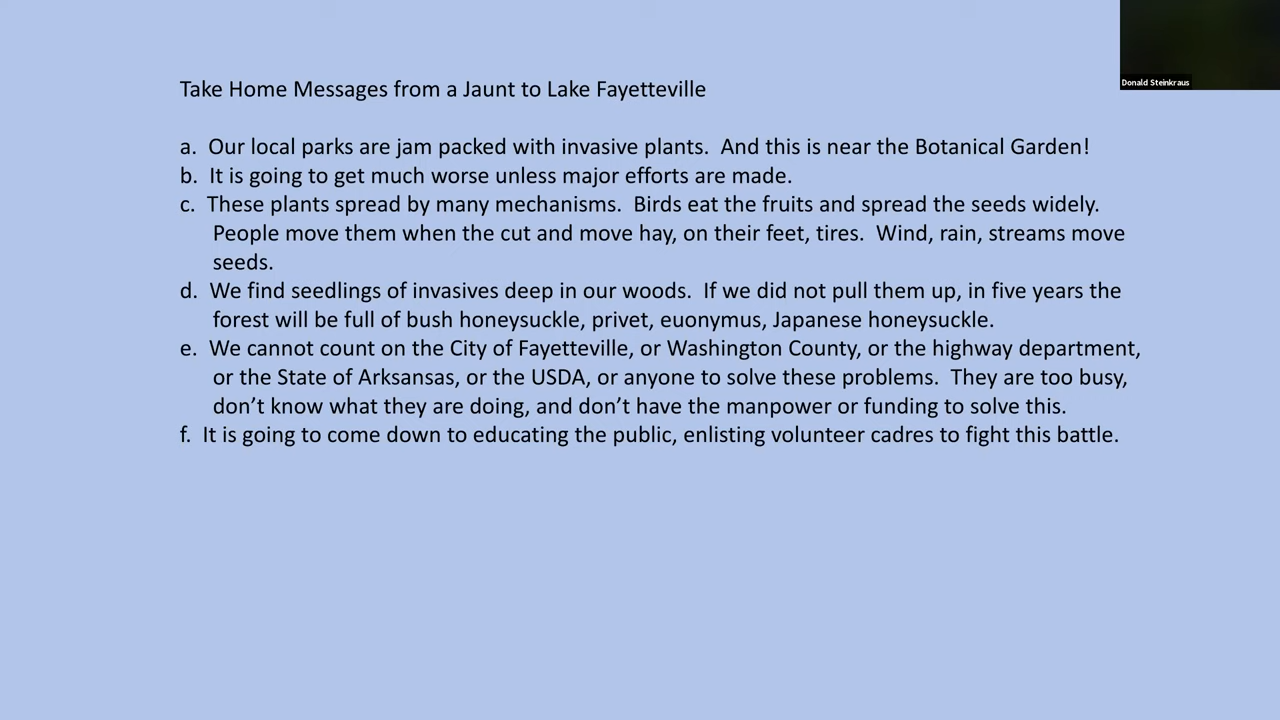 Donald Steinkraus
Take Home Messages from a Jaunt to Lake Fayetteville
a. Our local parks are jam packed with invasive plants. And this is near the Botanical Garden!
b. It is going to get much worse unless major efforts are made.
c. These plants spread by many mechanisms. Birds eat the fruits and spread the seeds widely.
People move them when the cut and move hay, on their feet, tires. Wind, rain, streams move
seeds.
d. We find seedlings of invasives deep in our woods. If we did not pull them up, in five years the
forest will be full of bush honeysuckle, privet, euonymus, Japanese honeysuckle.
e. We cannot count on the City of Fayetteville, or Washington County, or the highway department,
or the State of Arksansas, or the USDA, or anyone to solve these problems. They are too busy,
don’t know what they are doing, and don’t have the manpower or funding to solve this.
f. It is going to come down to educating the public, enlisting volunteer cadres to fight this battle.